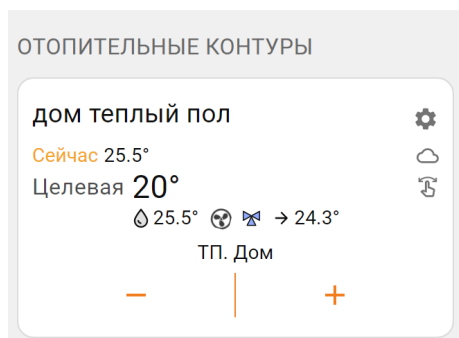 ОТОПИТЕЛЬНЫЕ КОНТУРЫ
дом теплый пол
Сейчас 25.5°
Целевая 20°
25.5° → 24.3°
ТП. Дом
− +